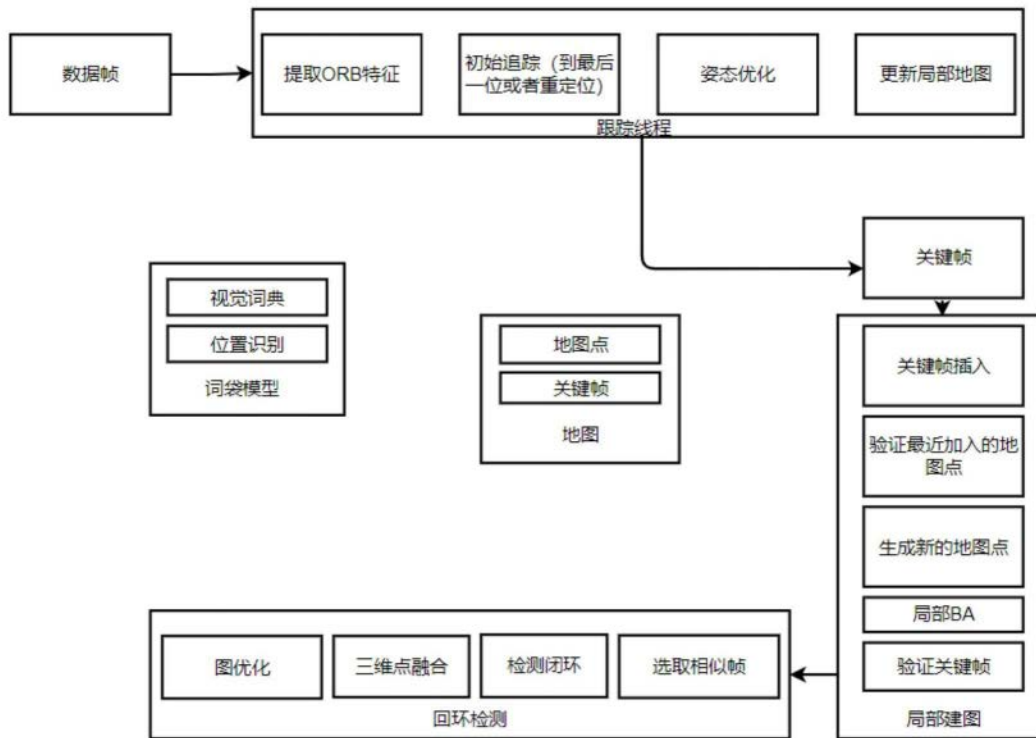 数据帧
提取ORB特征
初始追踪（到最后
一位或者重定位）
姿态优化
更新局部地图
跟踪线程
关键帧
视觉词典
位置识别
词袋模型
地图点
关键帧
地图
关键帧插入
验证最近加入的地
图点
生成新的地图点
局部BA
验证关键帧
局部建图
图优化
三维点融合
检测闭环
选取相似帧
回环检测